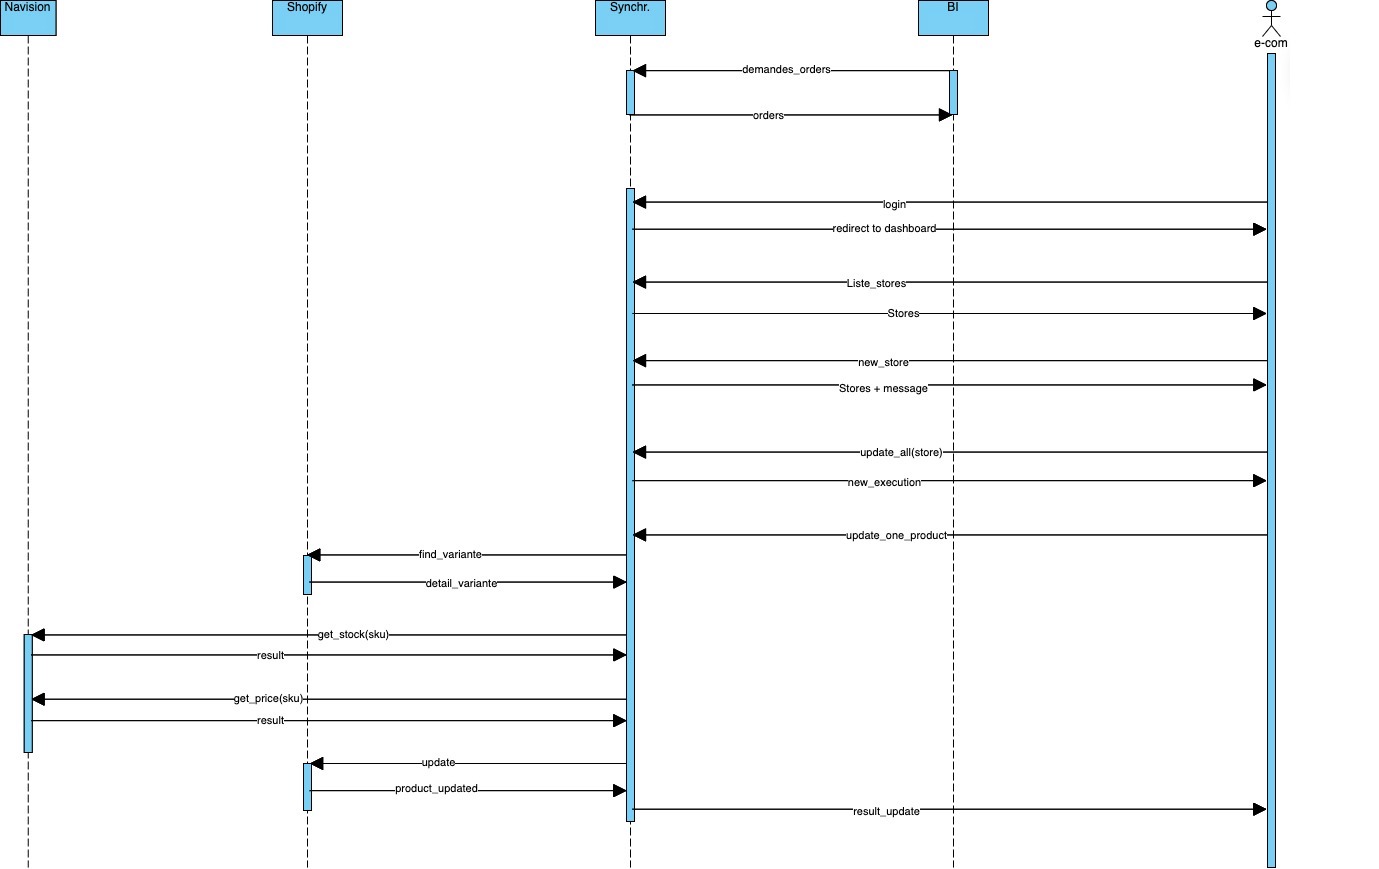 Navision
Shopify
Synchr.
BI
e-com
demandes_orders
orders
login
redirect to dashboard
Liste_stores
Stores
new_store
Stores + message
update_all(store)
new_execution
update_one_product
find_variante
detail_variante
get_stock(sku)
result
get_price(sku)
result
update
product_updated
result_update